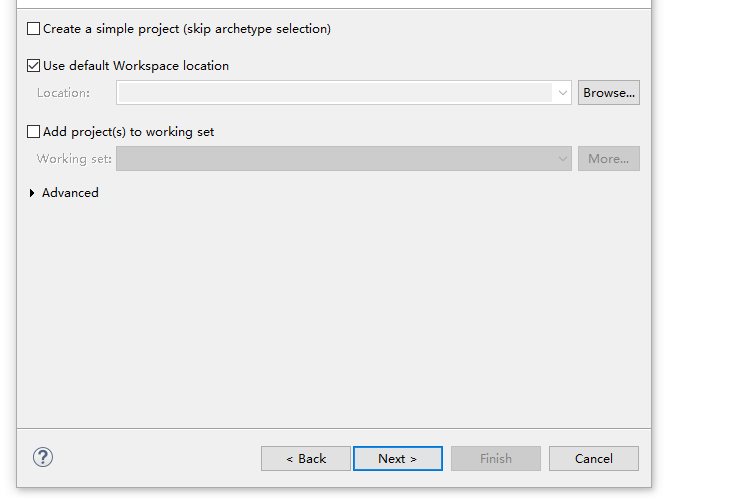 Create a simple project (skip archetype selection)
Use default Workspace location
Location:
Browse...
Add project(s) to working set
Working set:
More...
Advanced
?
< Back
Next >
Finish
Cancel